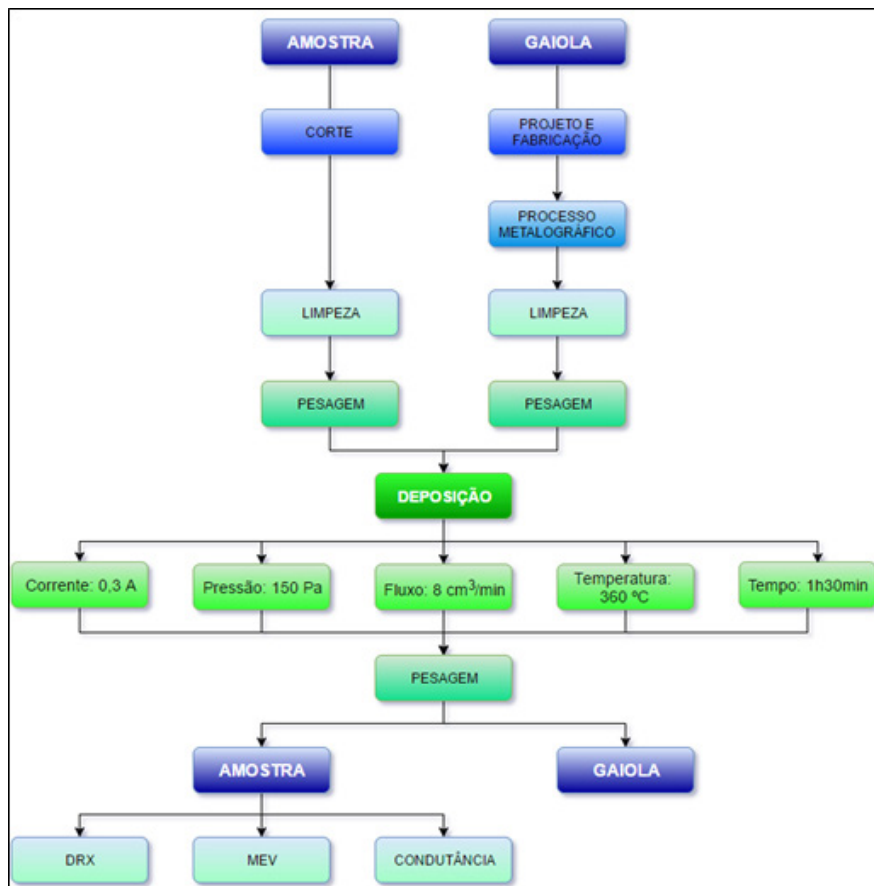 AMOSTRA
GAIOLA
CORTE
PROJETO E
FABRICAÇÃO
PROCESSO
METALOGRÁFICO
LIMPEZA
LIMPEZA
PESAGEM
PESAGEM
DEPOSIÇÃO
Corrente: 0,3 A
Pressão: 150 Pa
Fluxo: 8 cm³/min
Temperatura:
360 ºC
Tempo: 1h30min
PESAGEM
AMOSTRA
GAIOLA
DRX
MEV
CONDUTÂNCIA